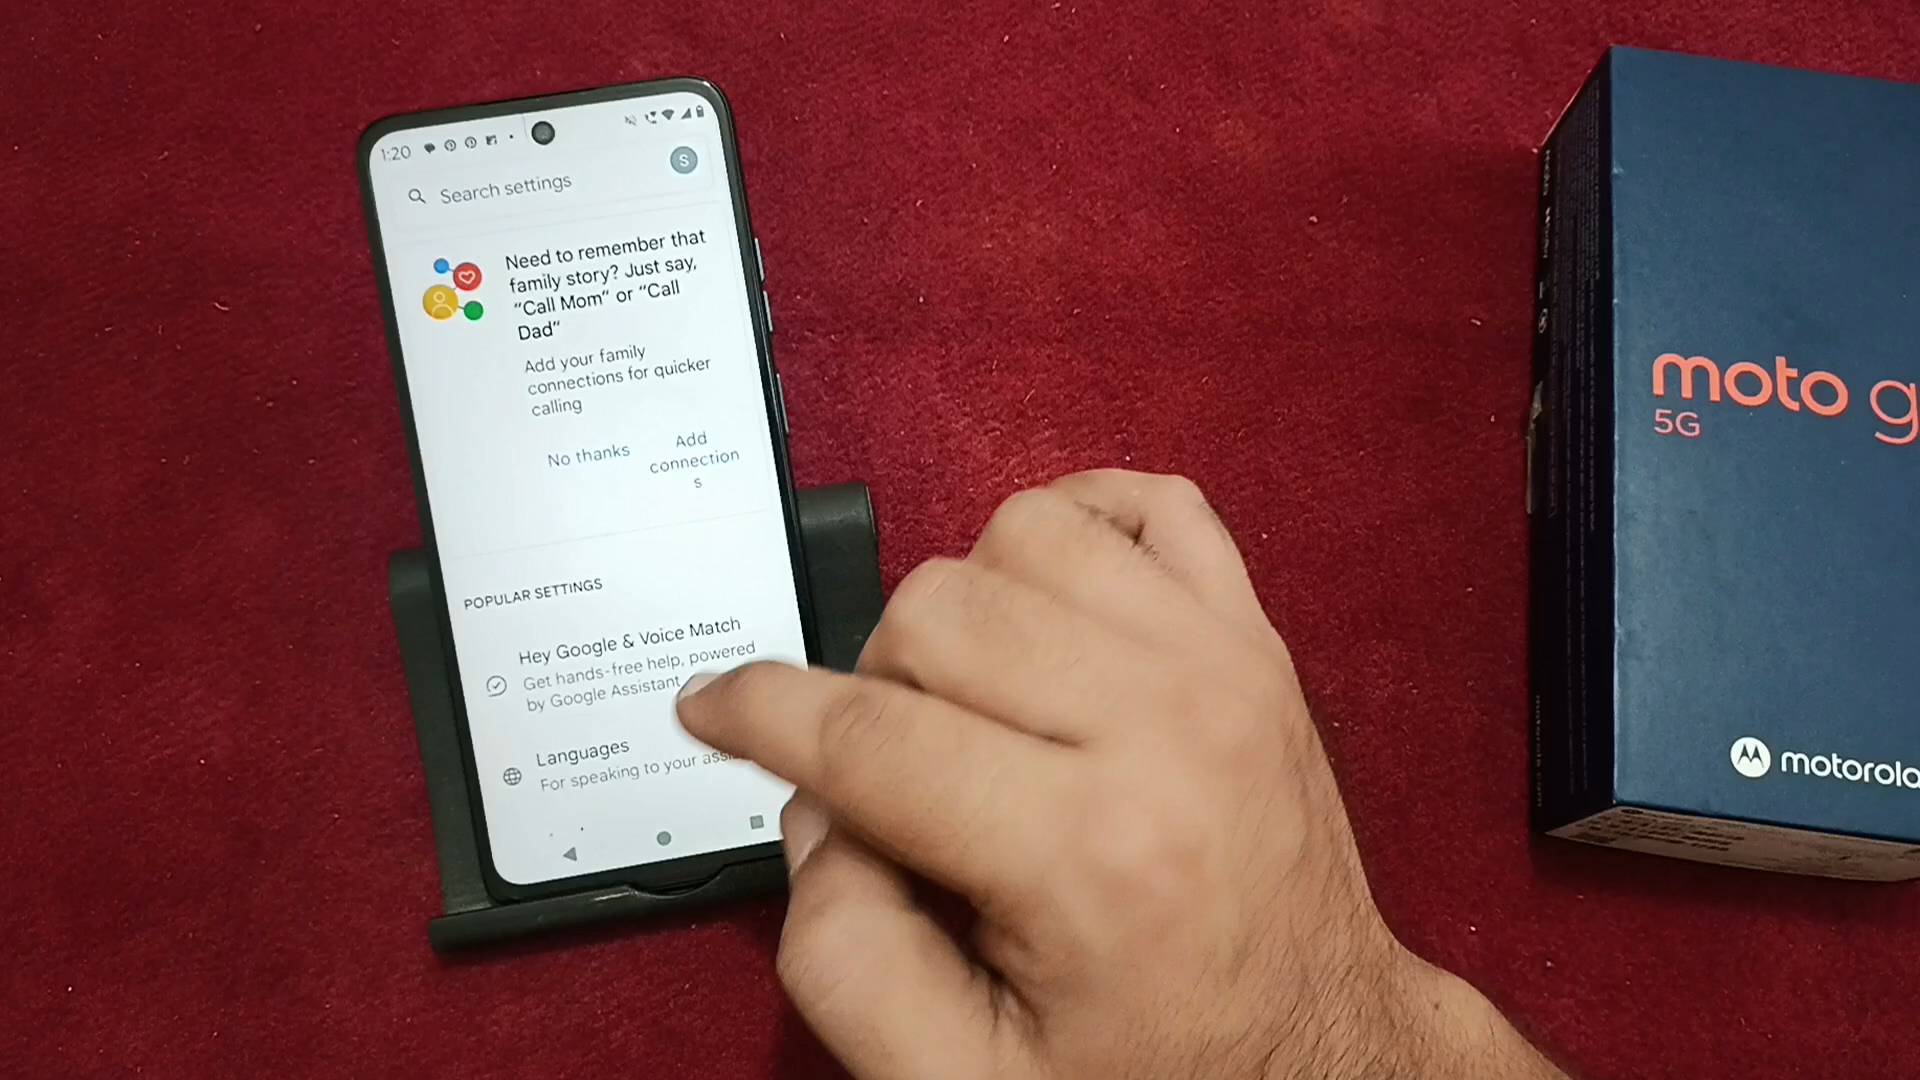 1:20
Search settings
S
Need to remember that
family story? Just say,
"Call Mom" or "Call
Dad"
Add your family
connections for quicker
calling
No thanks
Add
connection
s
POPULAR SETTINGS
Hey Google & Voice Match
Get hands-free help, powered
by Google Assistant
Languages
For speaking to your
moto g
5G
motorola